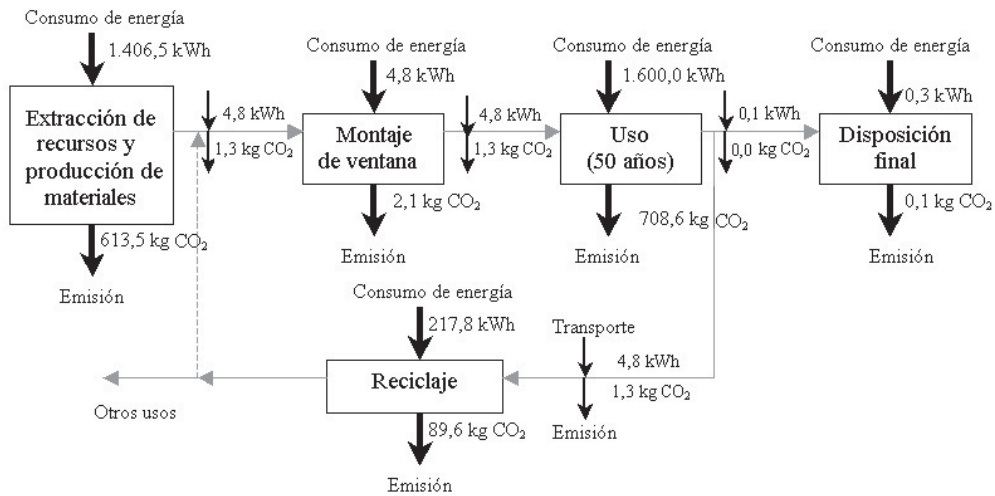 Consumo de energía
1.406,5 kWh
Extracción de
recursos y
producción de
materiales
613,5 kg CO₂
Emisión
4,8 kWh
1,3 kg CO₂
Consumo de energía
4,8 kWh
Montaje
de ventana
2,1 kg CO₂
Emisión
4,8 kWh
1,3 kg CO₂
Consumo de energía
1.600,0 kWh
Uso
(50 años)
708,6 kg CO₂
Emisión
0,1 kWh
0,0 kg CO₂
Consumo de energía
0,3 kWh
Disposición
final
0,1 kg CO₂
Emisión
Consumo de energía
217,8 kWh
Reciclaje
89,6 kg CO₂
Emisión
Transporte
4,8 kWh
1,3 kg CO₂
Emisión
Otros usos